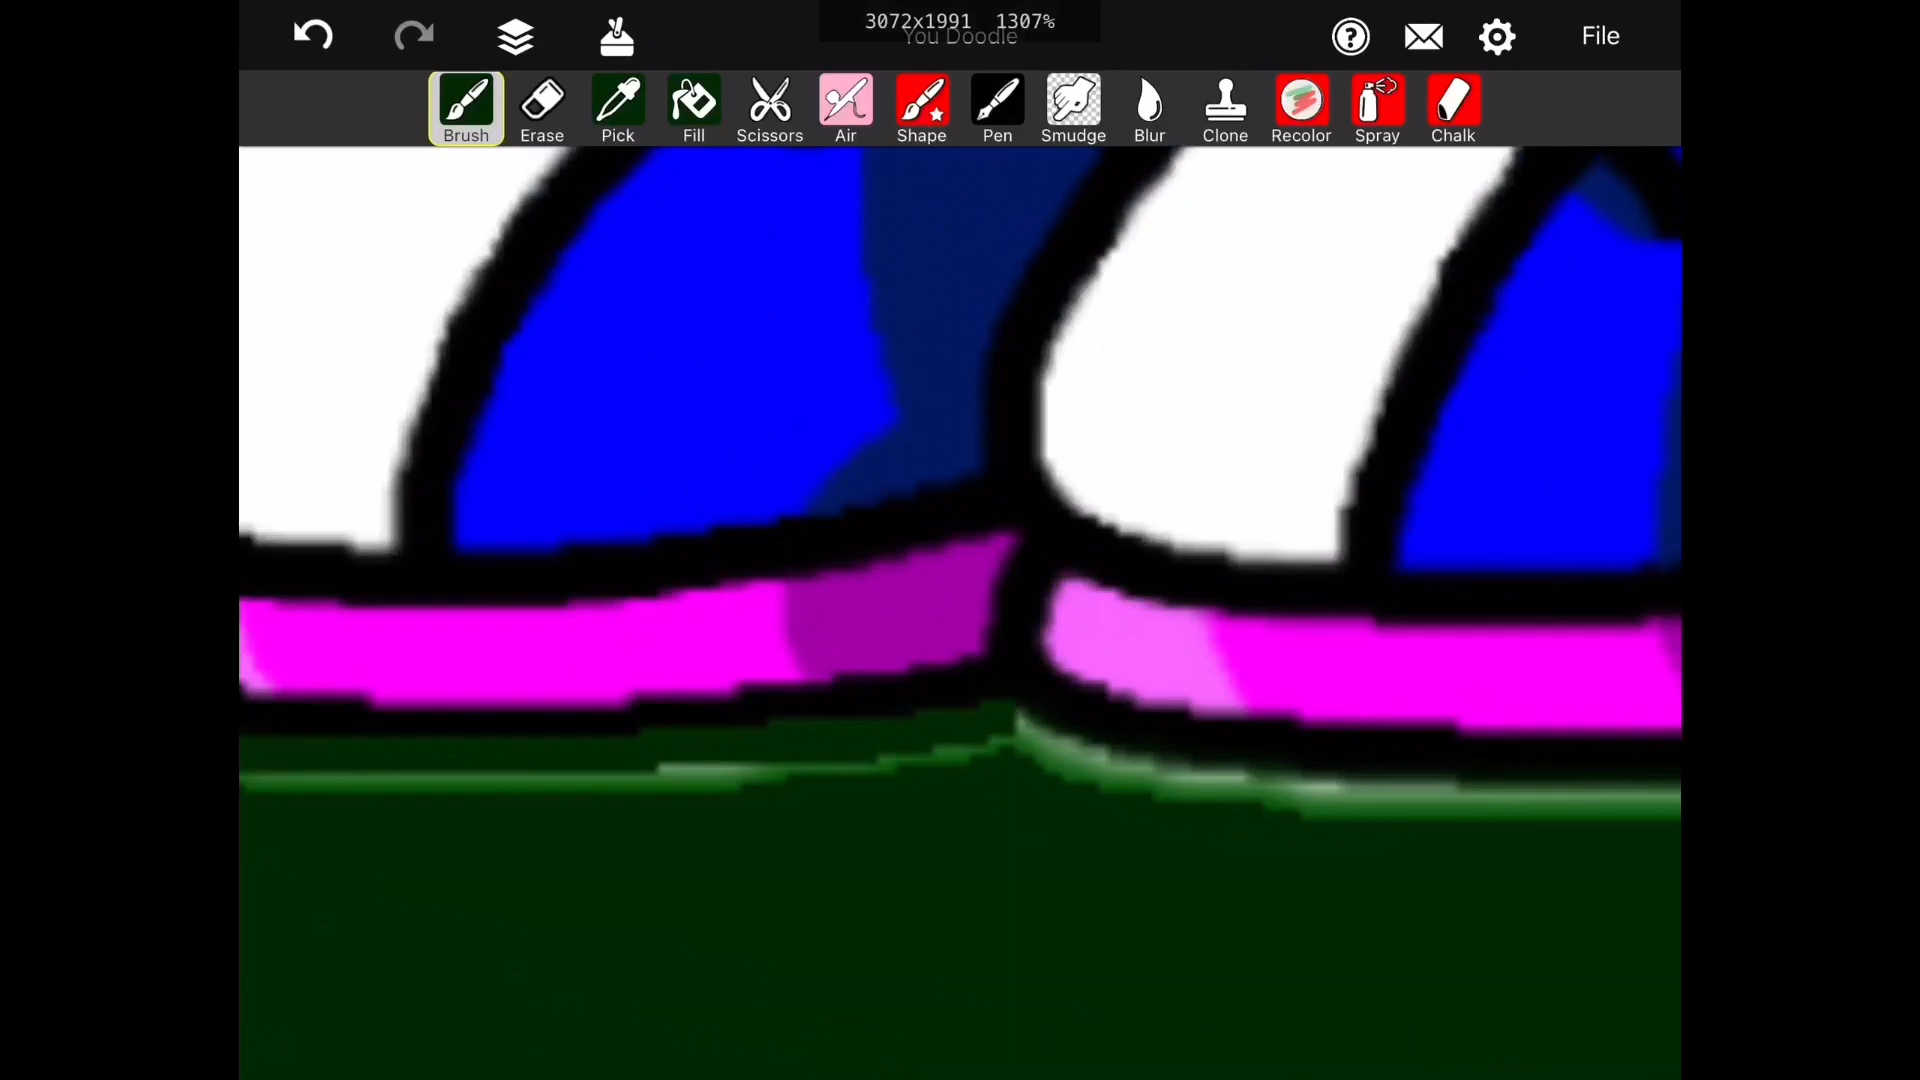 3072x1991 1307%
You Doodle
File
Brush Erase Pick Fill Scissors Air Shape Pen Smudge Blur Clone Recolor Spray Chalk